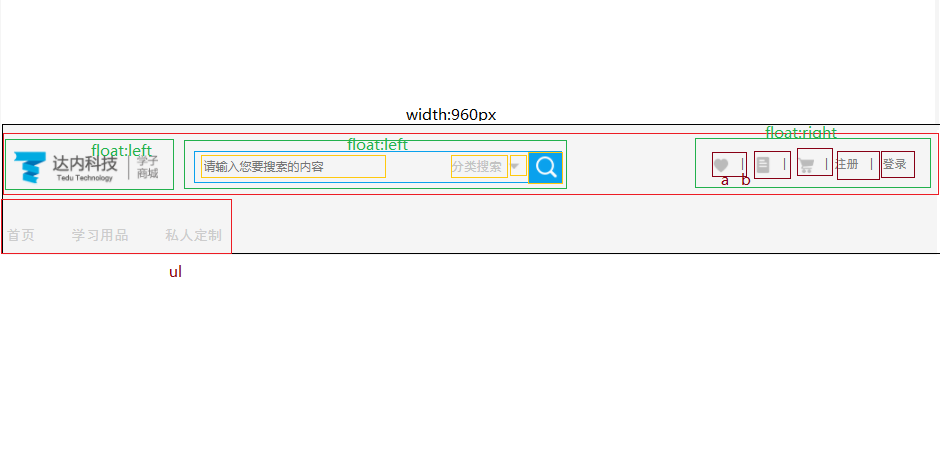 width:960px
float:right
float:left
float:left
达内科技 学子
Tedu Technology 商城
请输入您要搜索的内容
分类搜索
| | | 注册 | 登录
a b
首页 学习用品 私人定制
ul